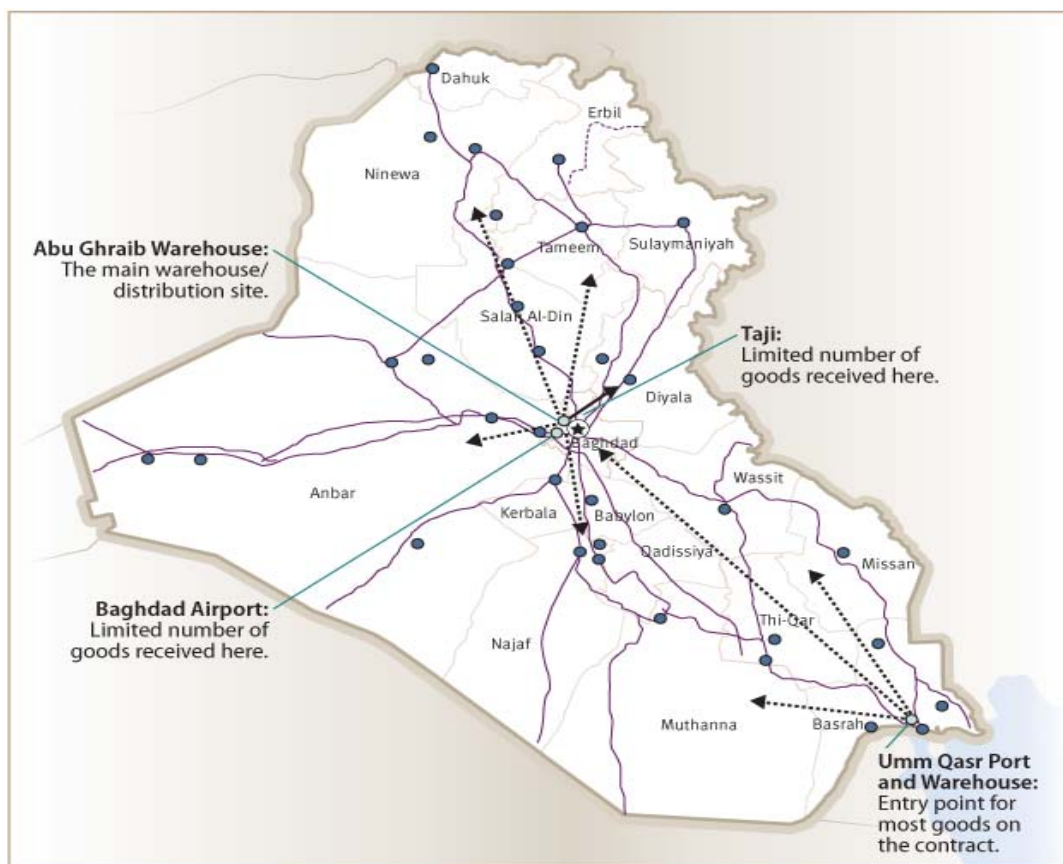 Dahuk
Erbil
Ninewa
Abu Ghraib Warehouse:
The main warehouse/
distribution site.
Tameem
Sulaymaniyah
Salah Al-Din
Taji:
Limited number of
goods received here.
Diyala
Baghdad
Wassit
Anbar
Kerbala
Babylon
Qadissiya
Missan
Baghdad Airport:
Limited number of
goods received here.
Najaf
Thi-Qar
Muthanna
Basrah
Umm Qasr Port
and Warehouse:
Entry point for
most goods on
the contract.